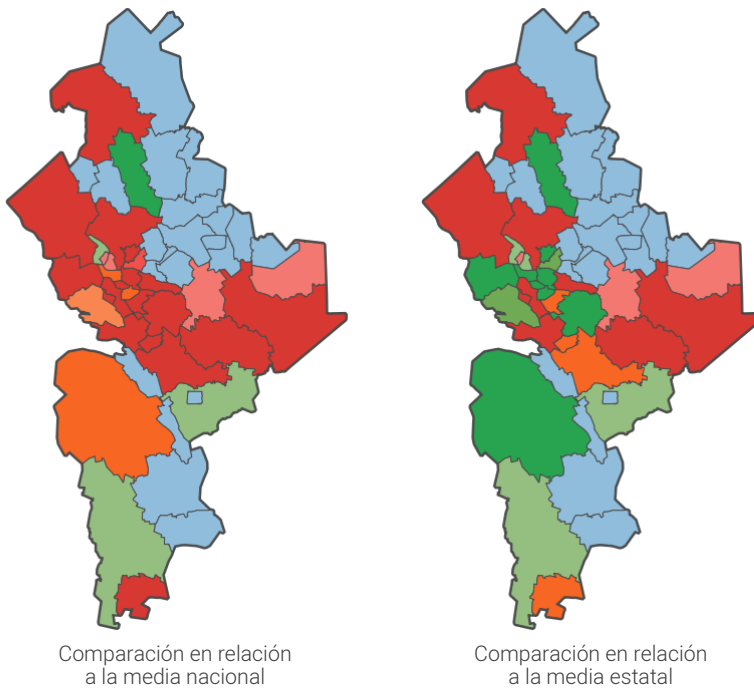 Comparación en relación
a la media nacional
Comparación en relación
a la media estatal